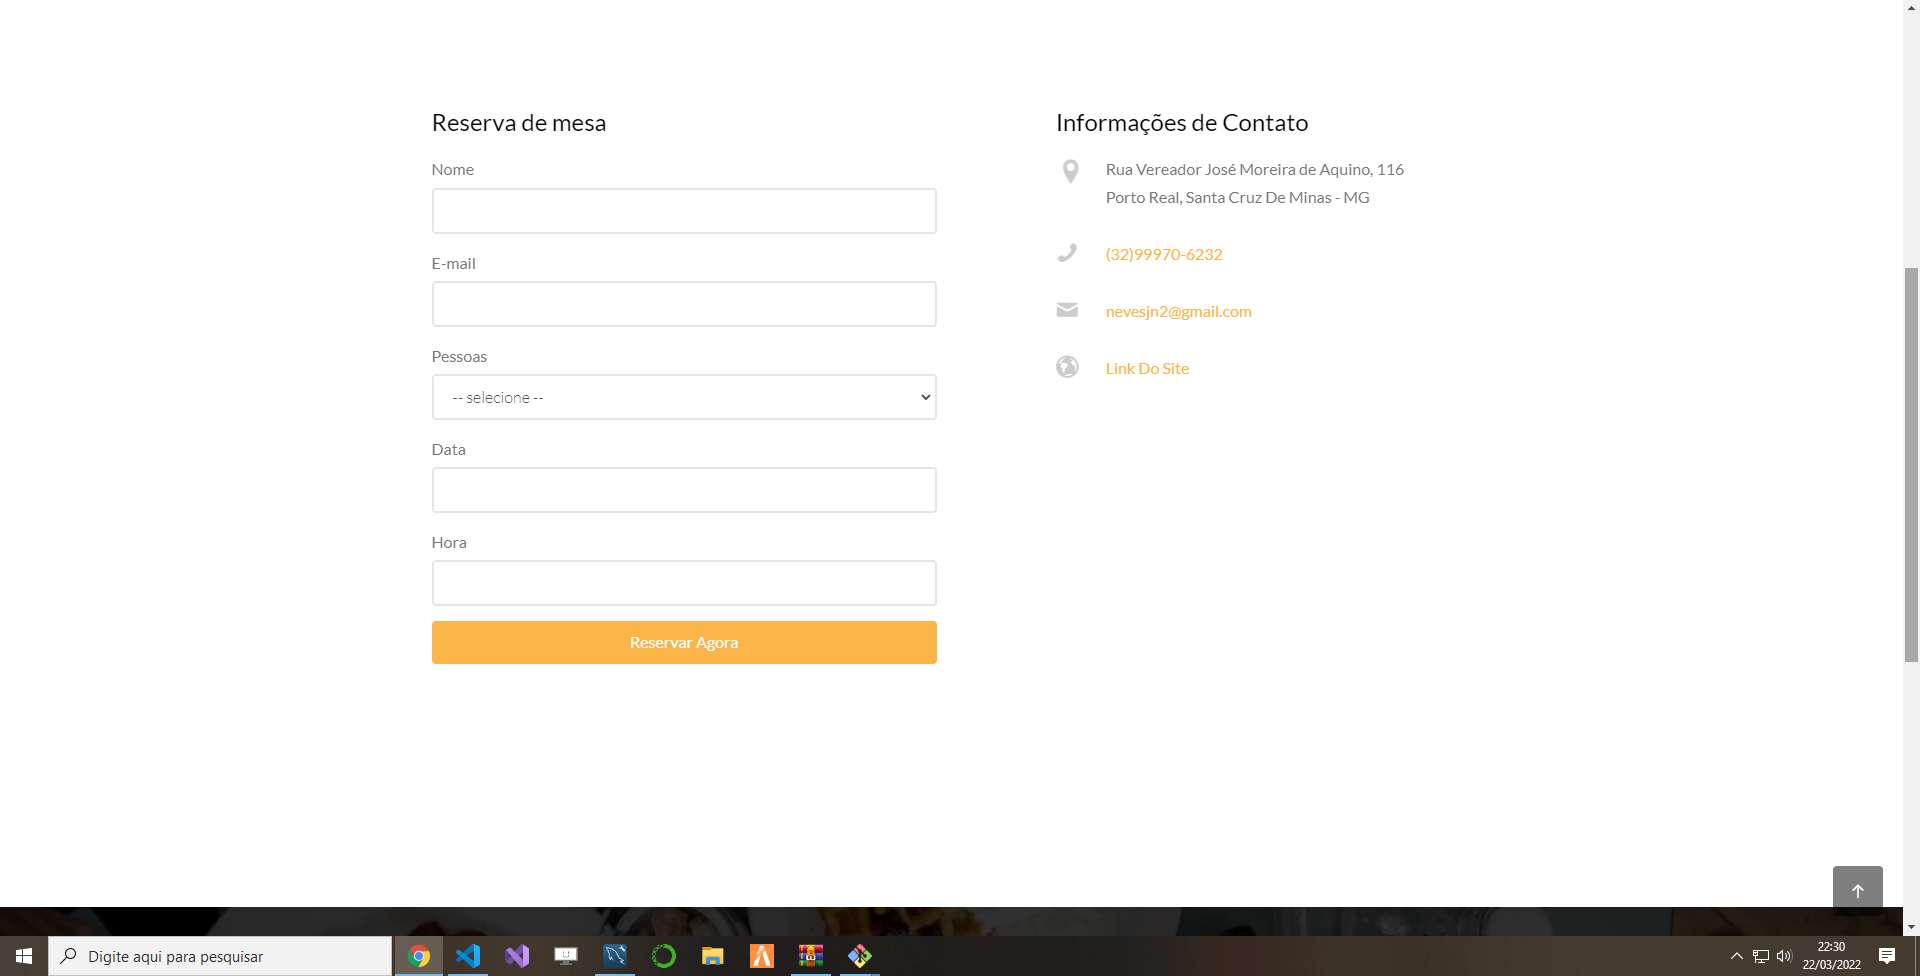 Reserva de mesa
Nome
E-mail
Pessoas
-- selecione --
Data
Hora
Reservar Agora
Informações de Contato
Rua Vereador José Moreira de Aquino, 116
Porto Real, Santa Cruz De Minas - MG
(32)99970-6232
nevesjn2@gmail.com
Link Do Site
Digite aqui para pesquisar
22:30
22/03/2022